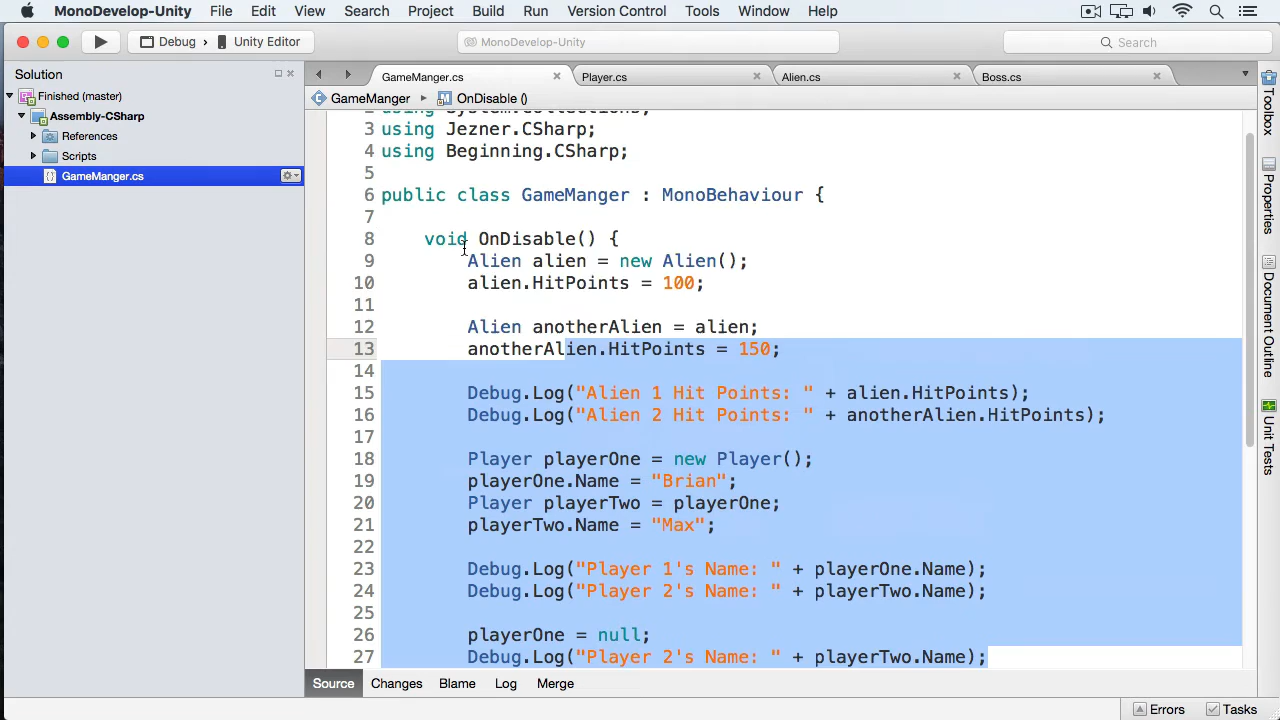 MonoDevelop-Unity File Edit View Search Project Build Run Version Control Tools Window Help
Debug Unity Editor MonoDevelop-Unity Search
Solution
Finished (master)
Assembly-CSharp
References
Scripts
GameManger.cs
GameManger.cs Player.cs Alien.cs Boss.cs
GameManger OnDisable ()
3 using Jezner.CSharp;
4 using Beginning.CSharp;
5
6 public class GameManger : MonoBehaviour {
7
8 void OnDisable() {
9 Alien alien = new Alien();
10 alien.HitPoints = 100;
11
12 Alien anotherAlien = alien;
13 anotherAlien.HitPoints = 150;
14
15 Debug.Log("Alien 1 Hit Points: " + alien.HitPoints);
16 Debug.Log("Alien 2 Hit Points: " + anotherAlien.HitPoints);
17
18 Player playerOne = new Player();
19 playerOne.Name = "Brian";
20 Player playerTwo = playerOne;
21 playerTwo.Name = "Max";
22
23 Debug.Log("Player 1's Name: " + playerOne.Name);
24 Debug.Log("Player 2's Name: " + playerTwo.Name);
25
26 playerOne = null;
27 Debug.Log("Player 2's Name: " + playerTwo.Name);
Source Changes Blame Log Merge
Toolbox
Properties
Document Outline
Unit Tests
Errors Tasks